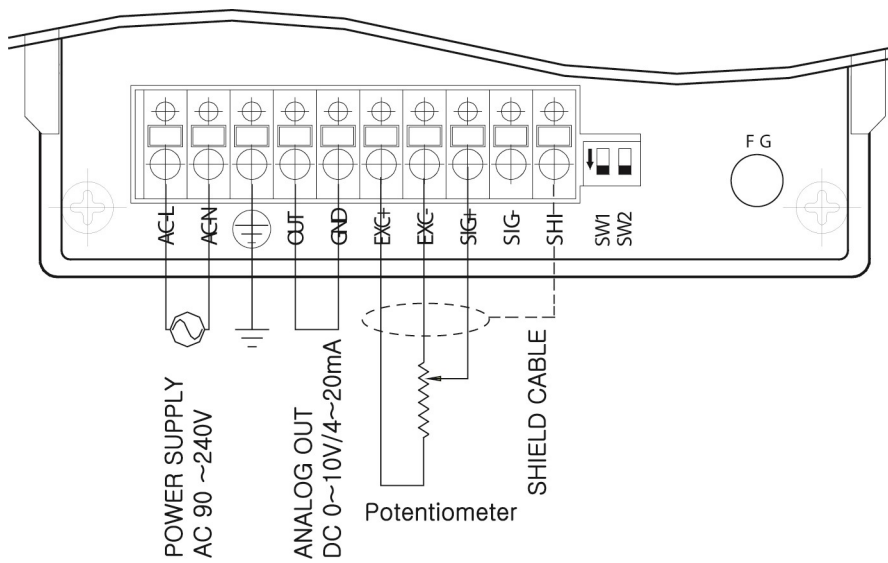 F G
AC-L
AC-N
OUT
GND
EXC+
EXC-
SIG+
SIG-
SHI
SW1
SW2
POWER SUPPLY
AC 90 ~240V
ANALOG OUT
DC 0~10V/4~20mA
Potentiometer
SHIELD CABLE